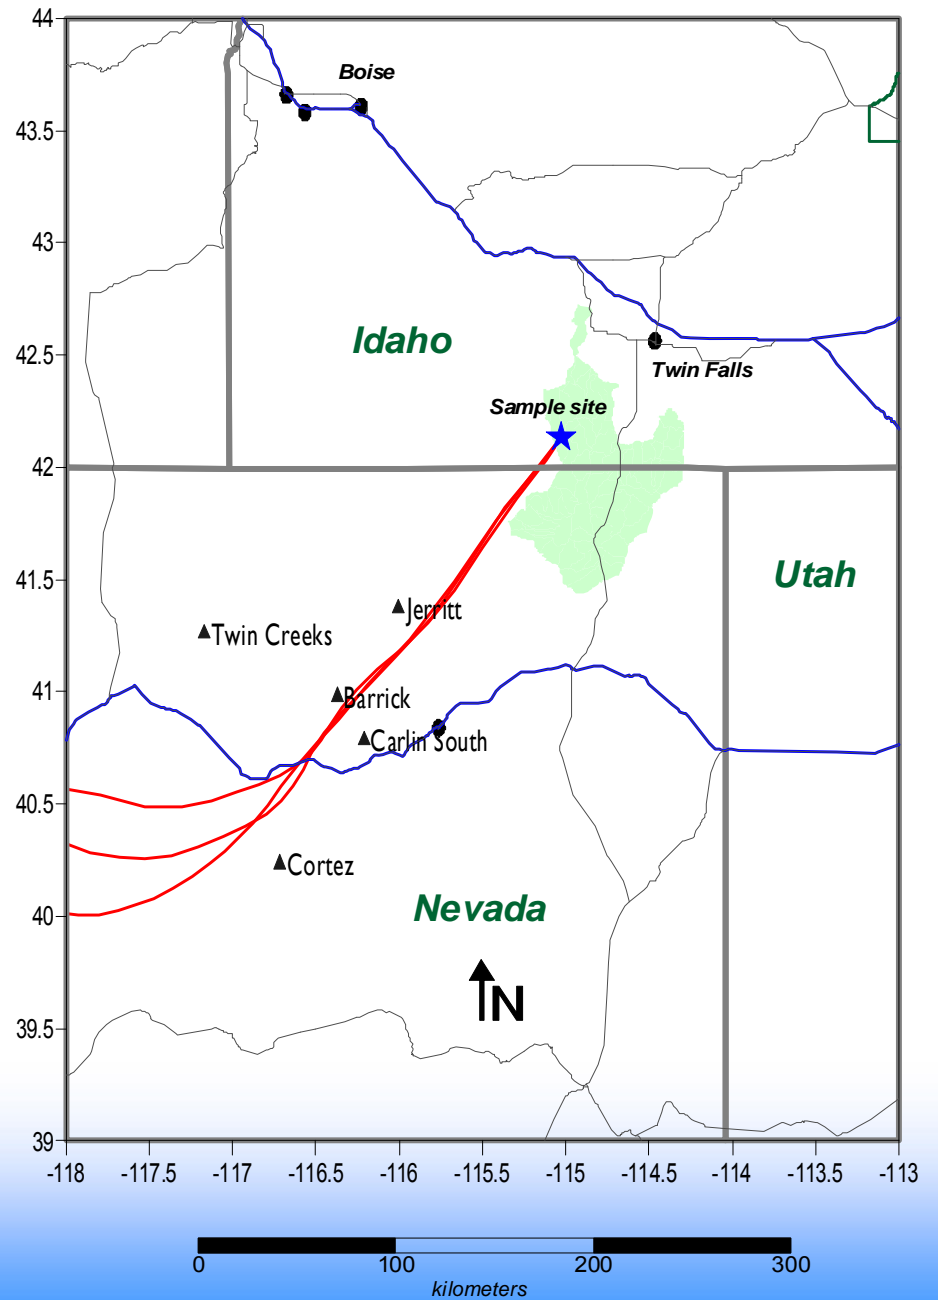 44
Boise
43.5
43
42.5
Idaho
Twin Falls
Sample site
42
41.5
Utah
Jerritt
Twin Creeks
41
Barrick
Carlin South
40.5
Cortez
Nevada
40
N
39.5
39
-118 -117.5 -117 -116.5 -116 -115.5 -115 -114.5 -114 -113.5 -113
0 100 200 300
kilometers